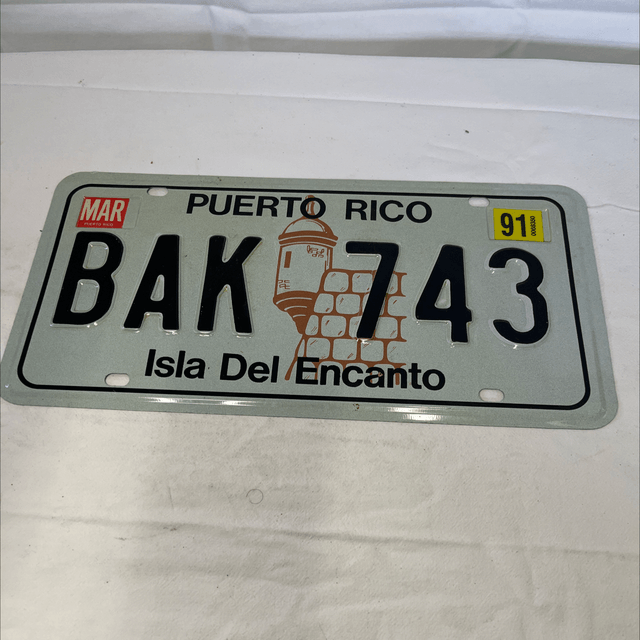 MAR
PUERTO RICO
91
BAK 743
Isla Del Encanto